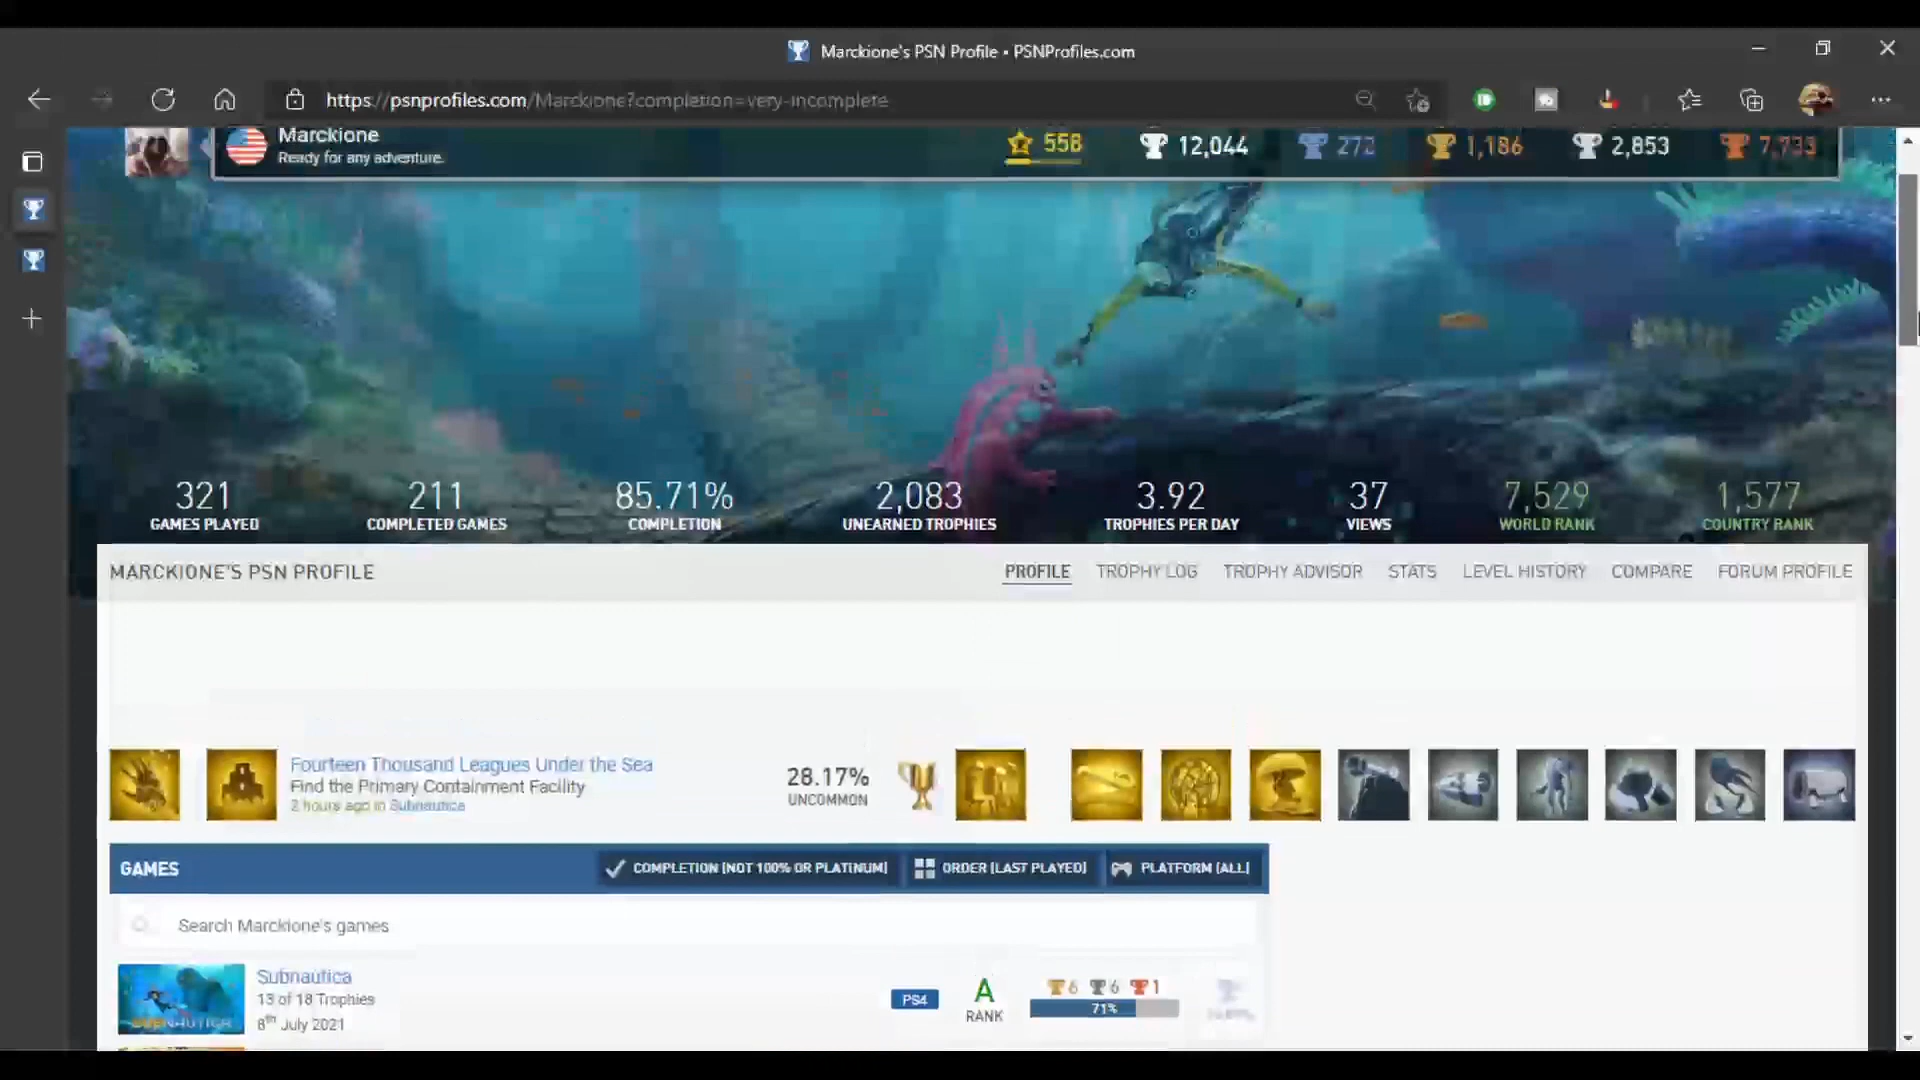 Marckione's PSN Profile • PSNProfiles.com
https://psnprofiles.com/Marckione?completion=very-incomplete
Marckione
Ready for any adventure.
558 12,044 272 1,186 2,853 7,733
321 211 85.71% 2,083 3.92 37 7,529 1,577
GAMES PLAYED COMPLETED GAMES COMPLETION UNEARNED TROPHIES TROPHIES PER DAY VIEWS WORLD RANK COUNTRY RANK
MARCKIONE'S PSN PROFILE PROFILE TROPHY LOG TROPHY ADVISOR STATS LEVEL HISTORY COMPARE FORUM PROFILE
Fourteen Thousand Leagues Under the Sea
Find the Primary Containment Facility
2 hours ago in Subnautica
28.17%
UNCOMMON
GAMES COMPLETION (NOT 100% OR PLATINUM) ORDER (LAST PLAYED) PLATFORM (ALL)
Search Marckione's games
Subnautica
13 of 18 Trophies
8th July 2021
SUBNAUTICA
PS4
A
RANK
6 6 1
71%